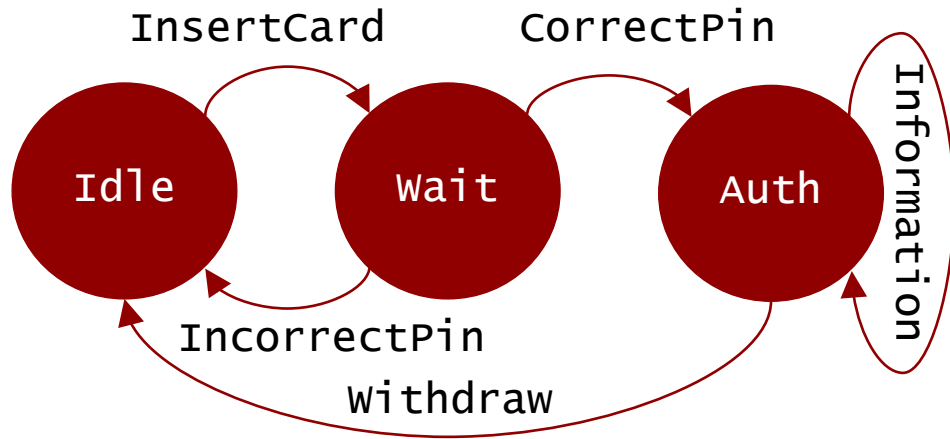 InsertCard
CorrectPin
Idle
Wait
Auth
Information
IncorrectPin
Withdraw